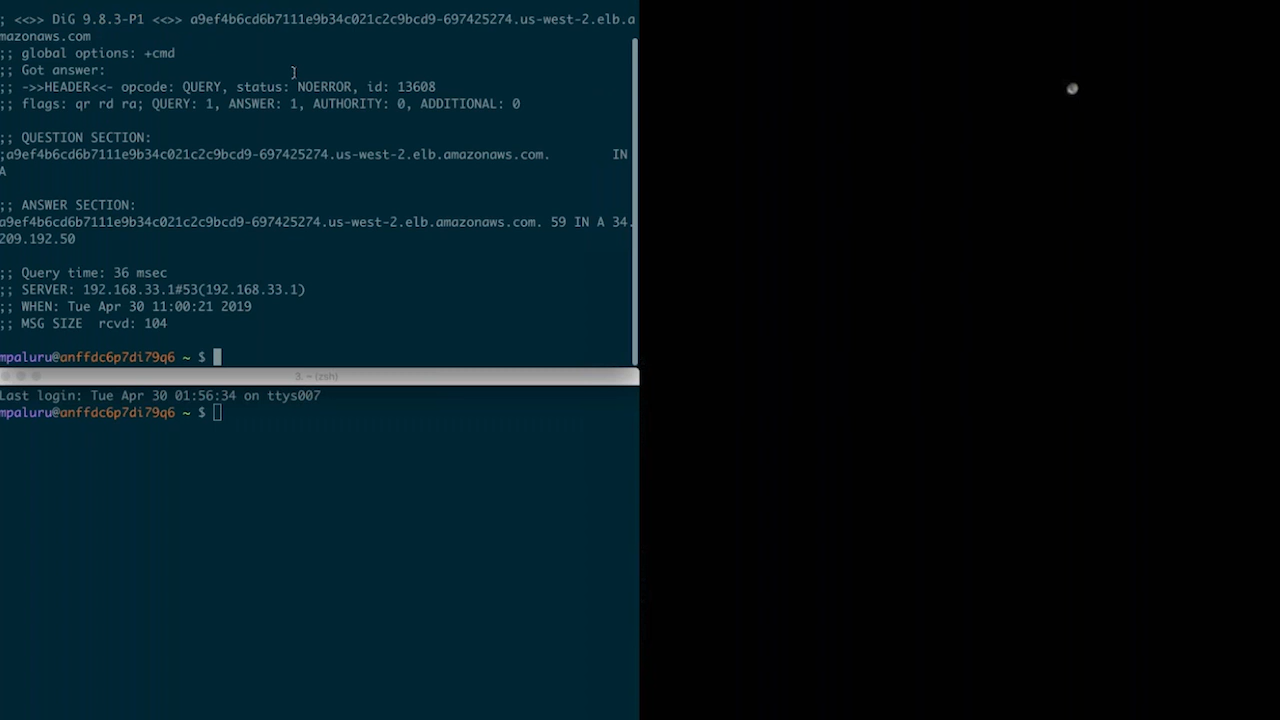 ; <<>> DiG 9.8.3-P1 <<>> a9ef4b6cd6b7111e9b34c021c2c9bcd9-697425274.us-west-2.elb.a
mazonaws.com
;; global options: +cmd
;; Got answer:
;; ->>HEADER<<- opcode: QUERY, status: NOERROR, id: 13608
;; flags: qr rd ra; QUERY: 1, ANSWER: 1, AUTHORITY: 0, ADDITIONAL: 0
;; QUESTION SECTION:
;a9ef4b6cd6b7111e9b34c021c2c9bcd9-697425274.us-west-2.elb.amazonaws.com. IN
A
;; ANSWER SECTION:
a9ef4b6cd6b7111e9b34c021c2c9bcd9-697425274.us-west-2.elb.amazonaws.com. 59 IN A 34.
209.192.50
;; Query time: 36 msec
;; SERVER: 192.168.33.1#53(192.168.33.1)
;; WHEN: Tue Apr 30 11:00:21 2019
;; MSG SIZE rcvd: 104
mpaluru@anffdc6p7di79q6 ~ $
3. ~ (zsh)
Last login: Tue Apr 30 01:56:34 on ttys007
mpaluru@anffdc6p7di79q6 ~ $